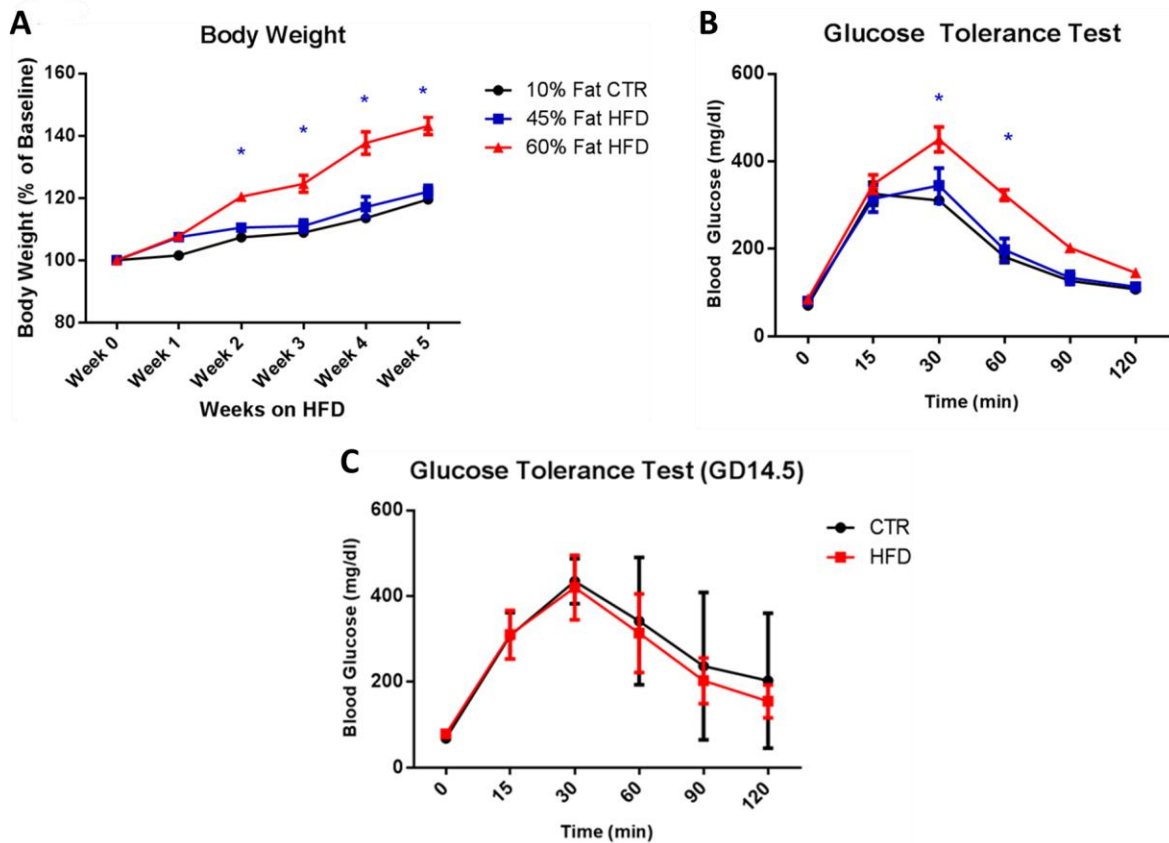 A
Body Weight
Body Weight (% of Baseline)
160
140
120
100
80
Week 0
Week 1
Week 2
Week 3
Week 4
Week 5
Weeks on HFD
*
*
*
*
10% Fat CTR
45% Fat HFD
60% Fat HFD
B
Glucose Tolerance Test
Blood Glucose (mg/dl)
600
400
200
0
0
15
30
60
90
120
Time (min)
*
*
C
Glucose Tolerance Test (GD14.5)
Blood Glucose (mg/dl)
600
400
200
0
0
15
30
60
90
120
Time (min)
CTR
HFD